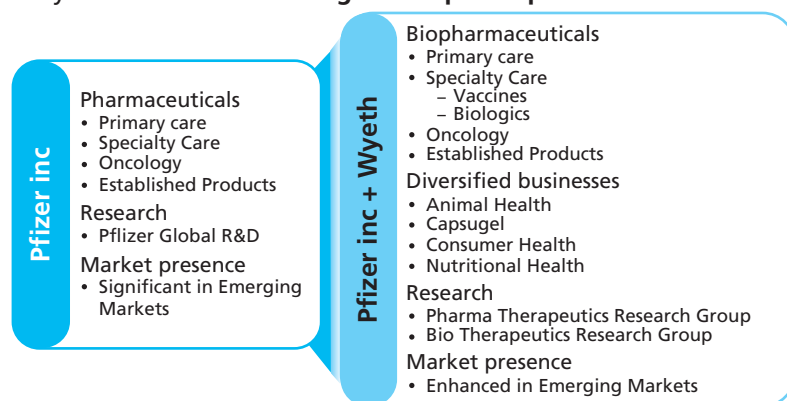 Pfizer inc
Pharmaceuticals
• Primary care
• Specialty Care
• Oncology
• Established Products
Research
• Pflizer Global R&D
Market presence
• Significant in Emerging
Markets
Pfizer inc + Wyeth
Biopharmaceuticals
• Primary care
• Specialty Care
– Vaccines
– Biologics
• Oncology
• Established Products
Diversified businesses
• Animal Health
• Capsugel
• Consumer Health
• Nutritional Health
Research
• Pharma Therapeutics Research Group
• Bio Therapeutics Research Group
Market presence
• Enhanced in Emerging Markets